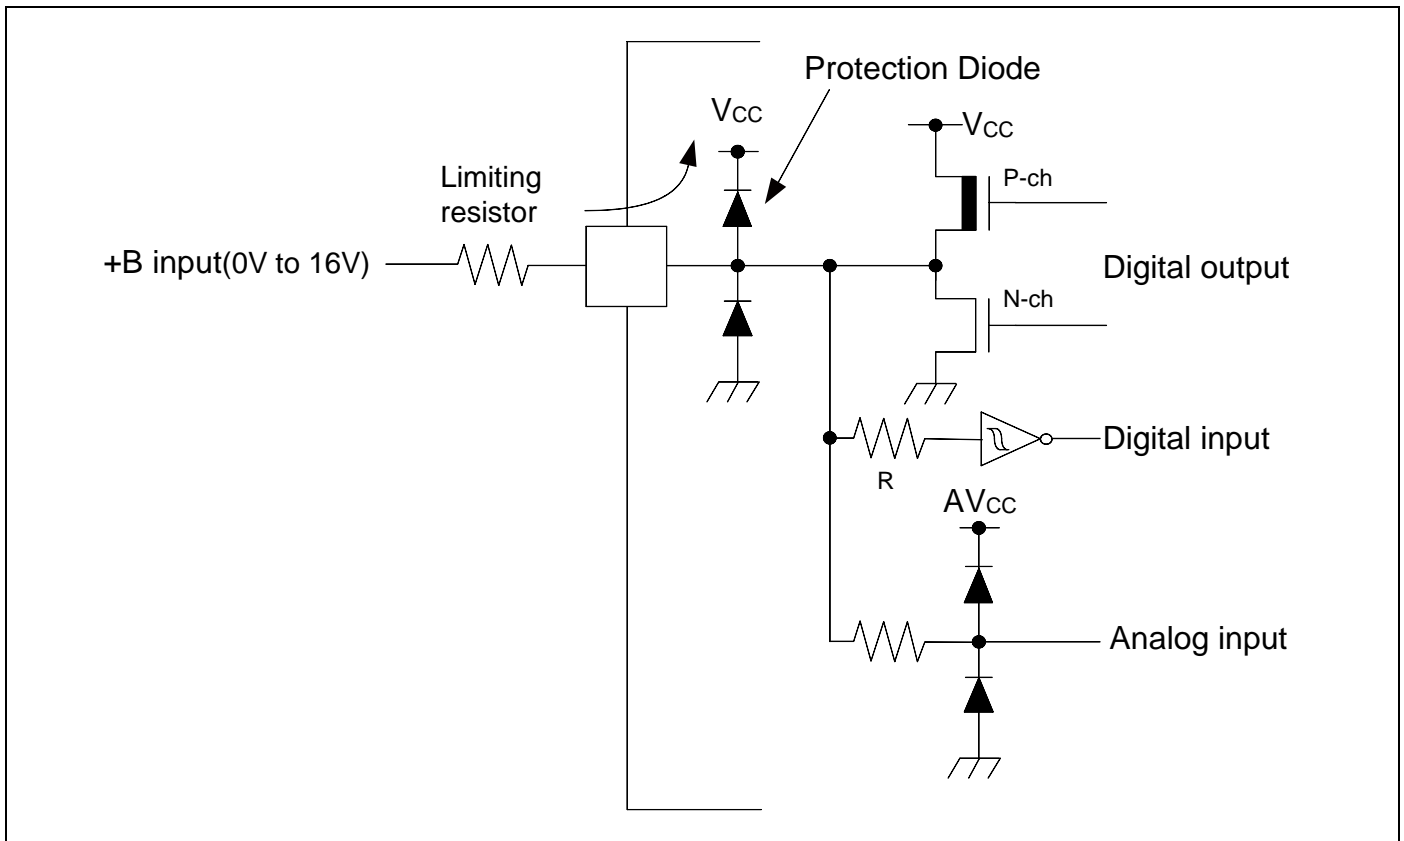 Protection Diode
VCC
VCC
P-ch
Limiting
resistor
+B input(0V to 16V)
Digital output
N-ch
Digital input
R
AVCC
Analog input